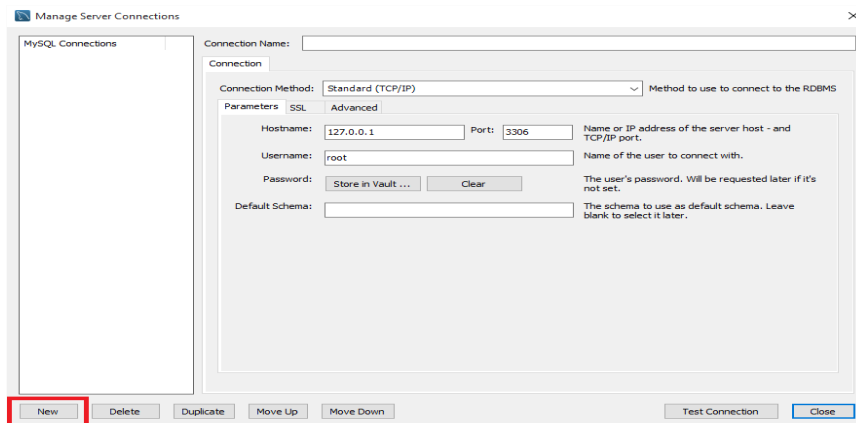 Manage Server Connections
MySQL Connections
Connection Name:
Connection
Connection Method: Standard (TCP/IP) Method to use to connect to the RDBMS
Parameters SSL Advanced
Hostname: 127.0.0.1 Port: 3306 Name or IP address of the server host - and
TCP/IP port.
Username: root Name of the user to connect with.
Password: Store in Vault ... Clear The user's password. Will be requested later if it's
not set.
Default Schema: The schema to use as default schema. Leave
blank to select it later.
New Delete Duplicate Move Up Move Down Test Connection Close